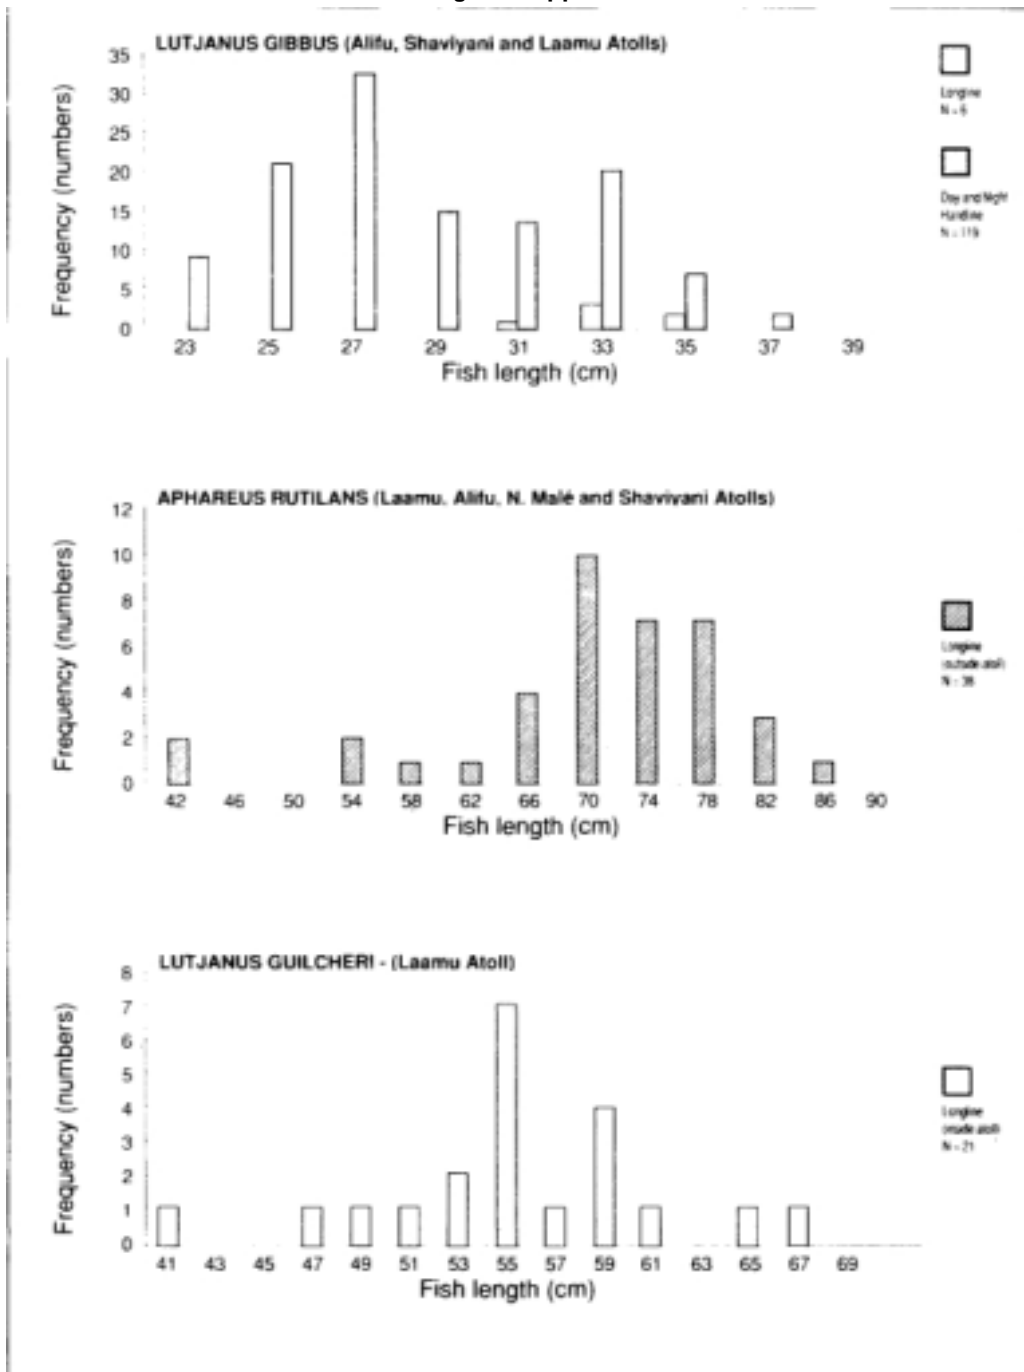 LUTJANUS GIBBUS (Alifu, Shaviyani and Laamu Atolls)
Frequency (numbers)
35
30
25
20
15
10
5
0
23 25 27 29 31 33 35 37 39
Fish length (cm)
Longline
N = 6
Day and Night
Handline
N = 119
APHAREUS RUTILANS (Laamu, Alifu, N. Malé and Shaviyani Atolls)
Frequency (numbers)
12
10
8
6
4
2
0
42 46 50 54 58 62 66 70 74 78 82 86 90
Fish length (cm)
Longline
(outside atoll)
N = 38
LUTJANUS GUILCHERI - (Laamu Atoll)
Frequency (numbers)
8
7
6
5
4
3
2
1
0
41 43 45 47 49 51 53 55 57 59 61 63 65 67 69
Fish length (cm)
Longline
N = 21